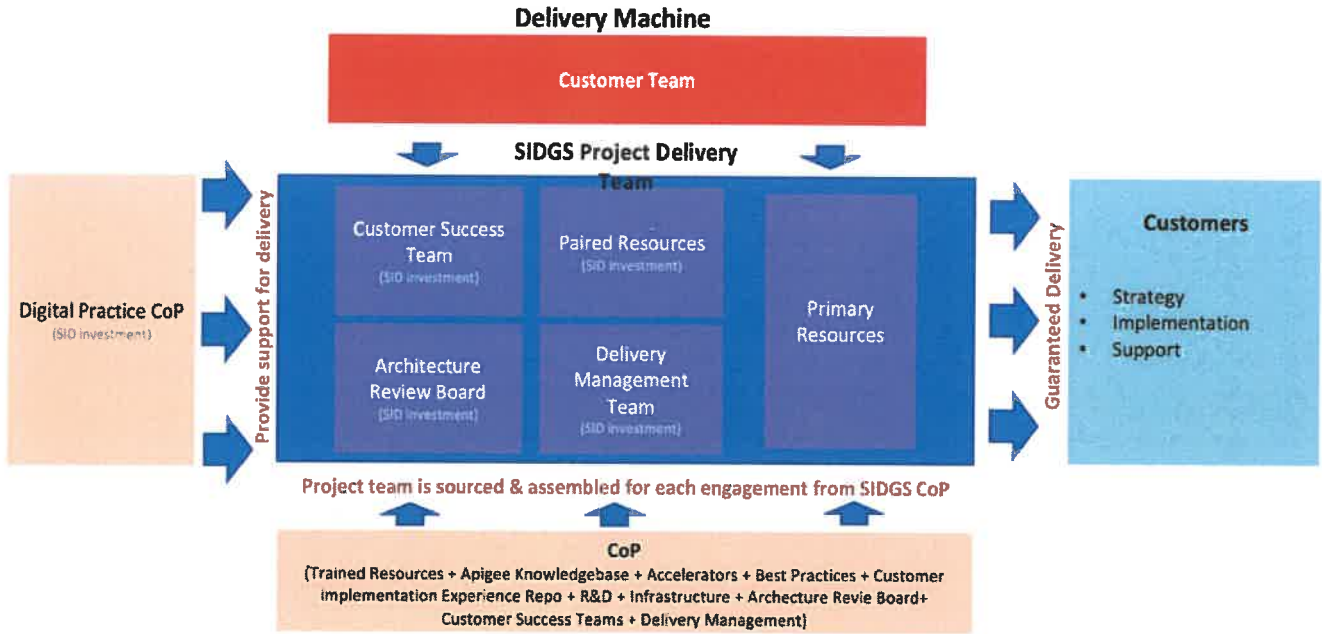 Delivery Machine
Customer Team
SIDGS Project Delivery
Team
Digital Practice CoP
(SID investment)
Provide support for delivery
Customer Success
Team
(SID investment)
Paired Resources
(SID investment)
Architecture
Review Board
(SID investment)
Delivery
Management
Team
(SID investment)
Primary
Resources
Guaranteed Delivery
Customers
• Strategy
• Implementation
• Support
Project team is sourced & assembled for each engagement from SIDGS CoP
CoP
(Trained Resources + Apigee Knowledgebase + Accelerators + Best Practices + Customer
implementation Experience Repo + R&D + Infrastructure + Archecture Revie Board+
Customer Success Teams + Delivery Management)